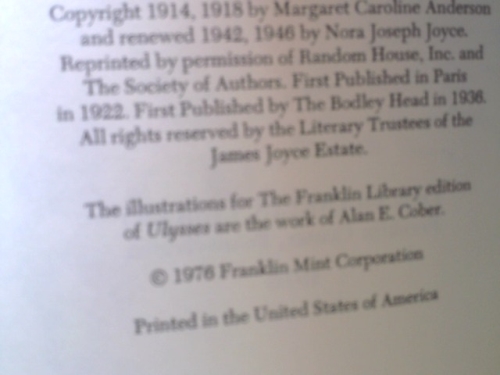 Copyright 1914, 1918 by Margaret Caroline Anderson
and renewed 1942, 1946 by Nora Joseph Joyce.
Reprinted by permission of Random House, Inc. and
The Society of Authors. First Published in Paris
in 1922. First Published by The Bodley Head in 1936.
All rights reserved by the Literary Trustees of the
James Joyce Estate.
The illustrations for The Franklin Library edition
of Ulysses are the work of Alan E. Cober.
© 1976 Franklin Mint Corporation
Printed in the United States of America